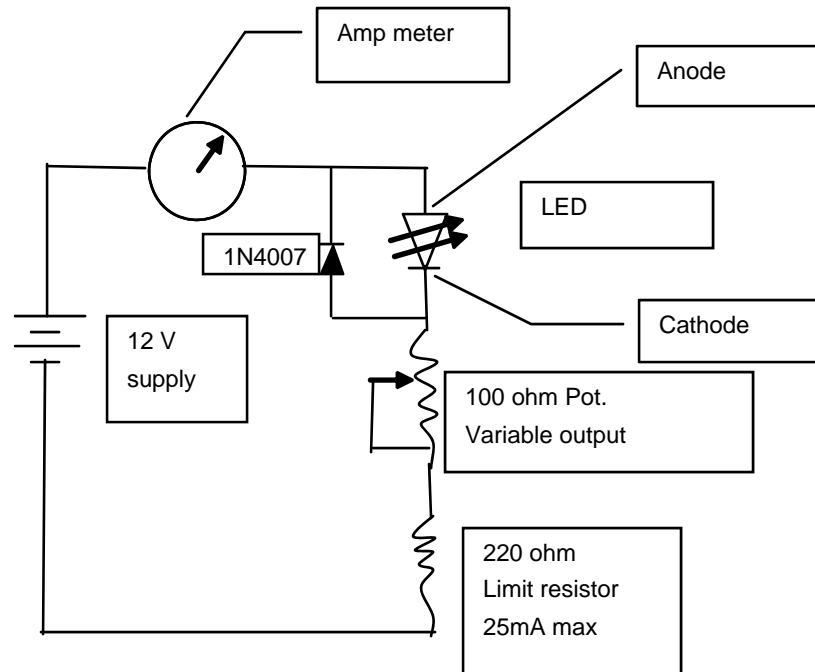 Amp meter
Anode
LED
1N4007
Cathode
12 V
supply
100 ohm Pot.
Variable output
220 ohm
Limit resistor
25mA max